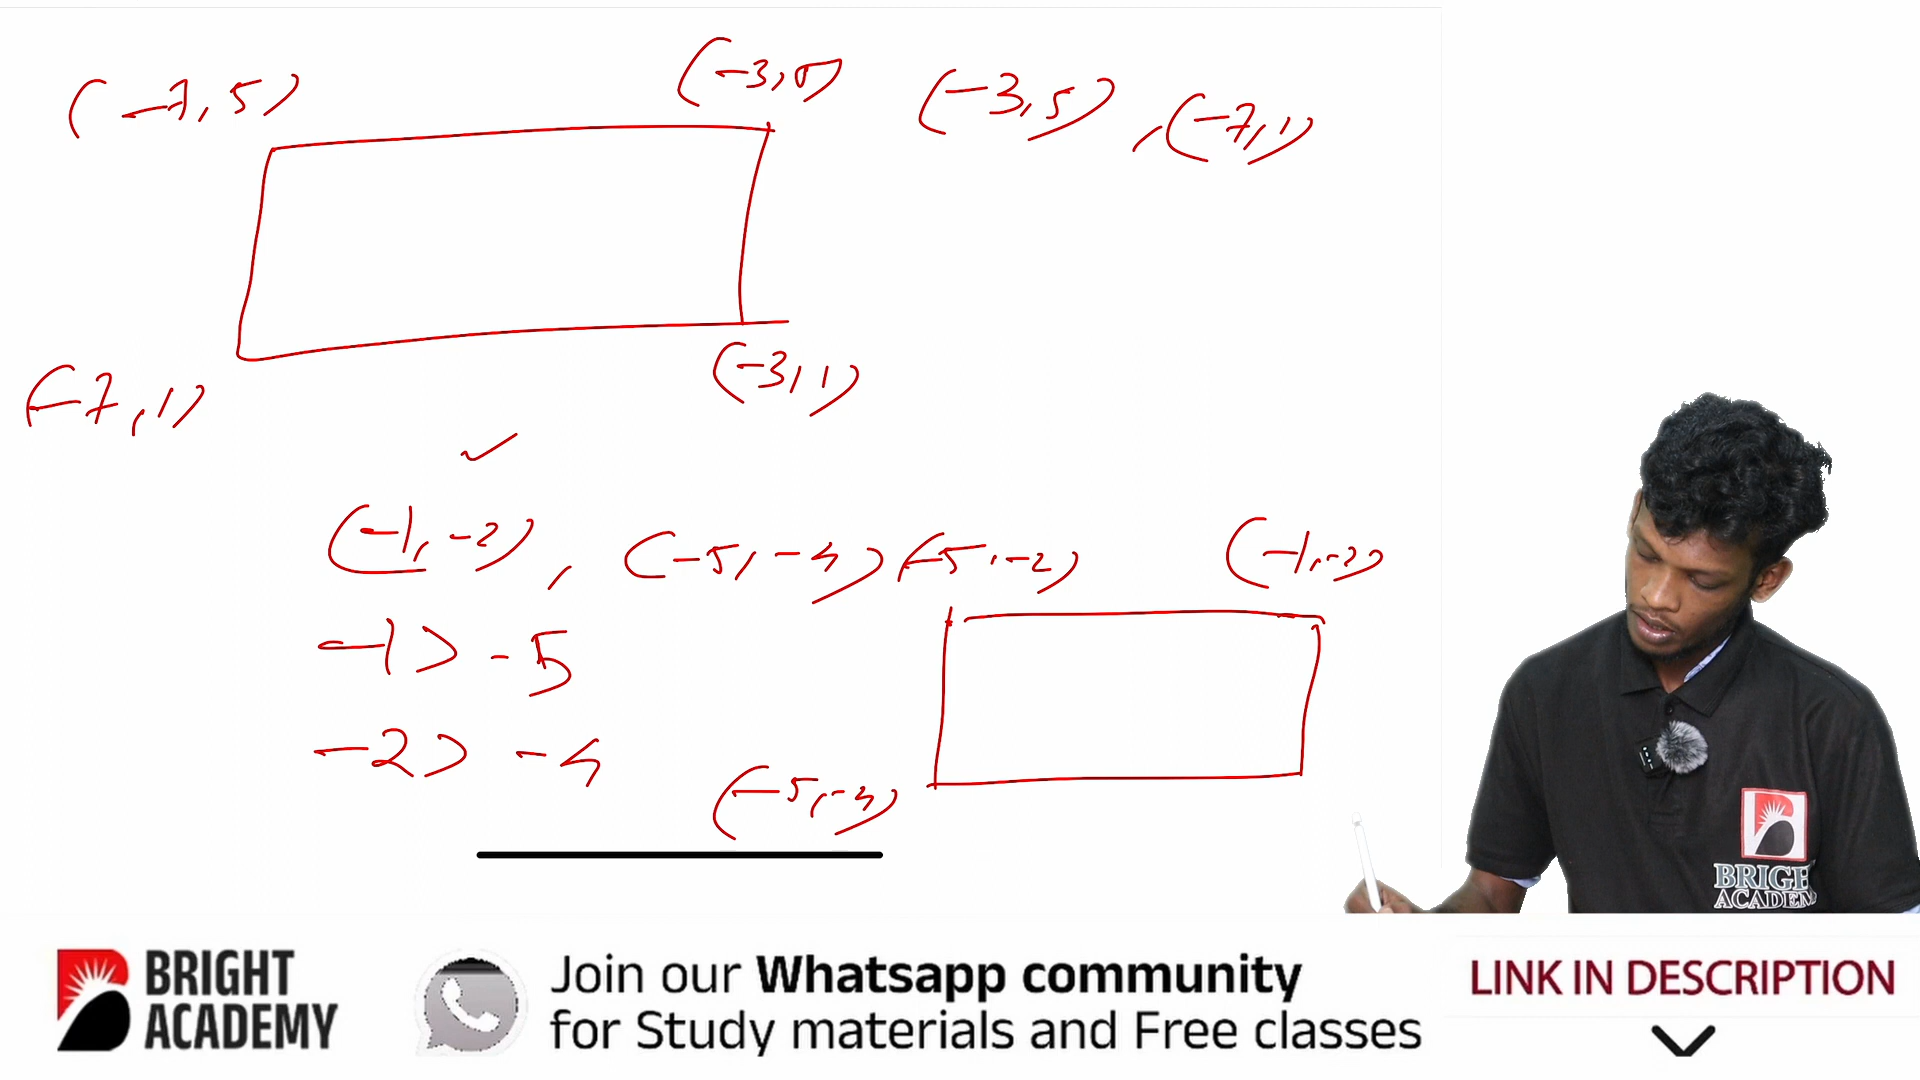 (-7, 5)
(-3, 5)
(-3, 5), (-7, 1)
(-7, 1)
(-3, 1)
✓
(-1, -2), (-5, -4)
(-5, -2)
(-1, -2)
-1 > -5
-2 > -4
(-5, -4)
BRIGHT
ACADEMY
Join our Whatsapp community
for Study materials and Free classes
LINK IN DESCRIPTION